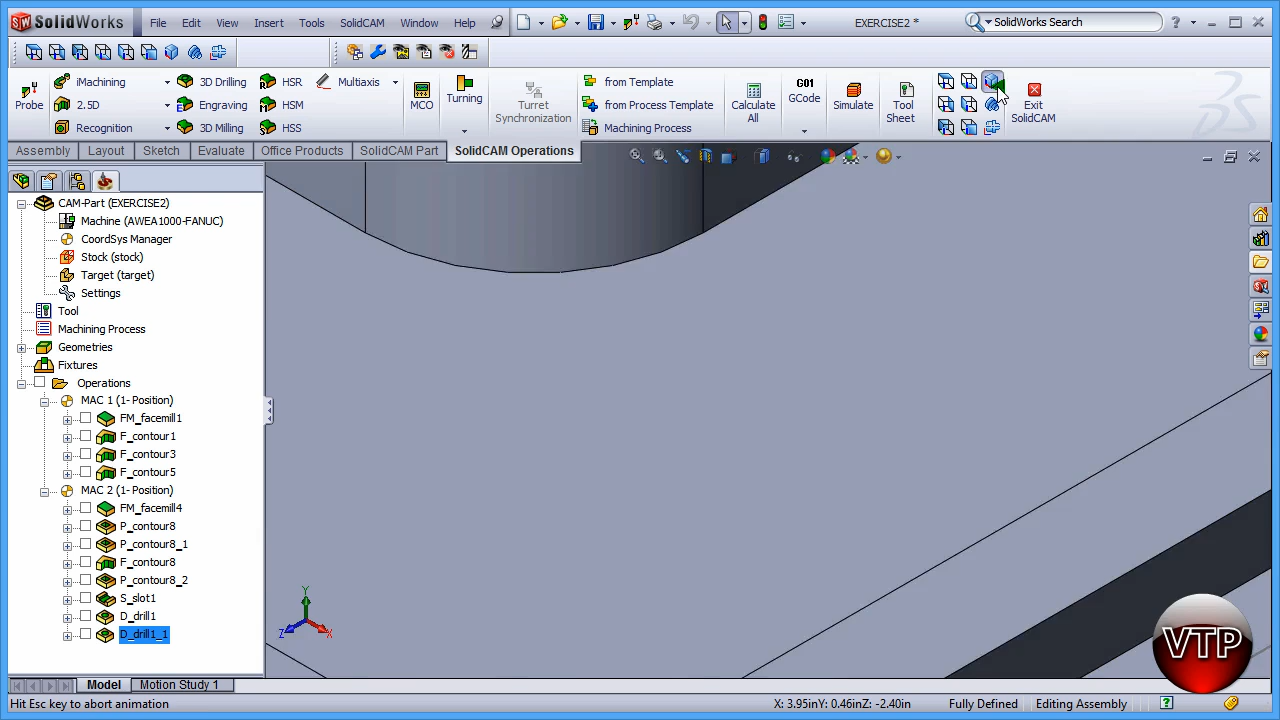 SolidWorks File Edit View Insert Tools SolidCAM Window Help EXERCISE2 * SolidWorks Search
Probe iMachining 3D Drilling HSR Multiaxis MCO Turning Turret Synchronization from Template Calculate All G01 GCode Simulate Tool Sheet Exit SolidCAM
2.5D Engraving HSM from Process Template
Recognition 3D Milling HSS Machining Process
Assembly Layout Sketch Evaluate Office Products SolidCAM Part SolidCAM Operations
CAM-Part (EXERCISE2)
Machine (AWEA1000-FANUC)
CoordSys Manager
Stock (stock)
Target (target)
Settings
Tool
Machining Process
Geometries
Fixtures
Operations
MAC 1 (1- Position)
FM_facemill1
F_contour1
F_contour3
F_contour5
MAC 2 (1- Position)
FM_facemill4
P_contour8
P_contour8_1
F_contour8
P_contour8_2
S_slot1
D_drill1
D_drill1_1
Y
Z X
VTP
Model Motion Study 1
Hit Esc key to abort animation X: 3.95inY: 0.46inZ: -2.40in Fully Defined Editing Assembly